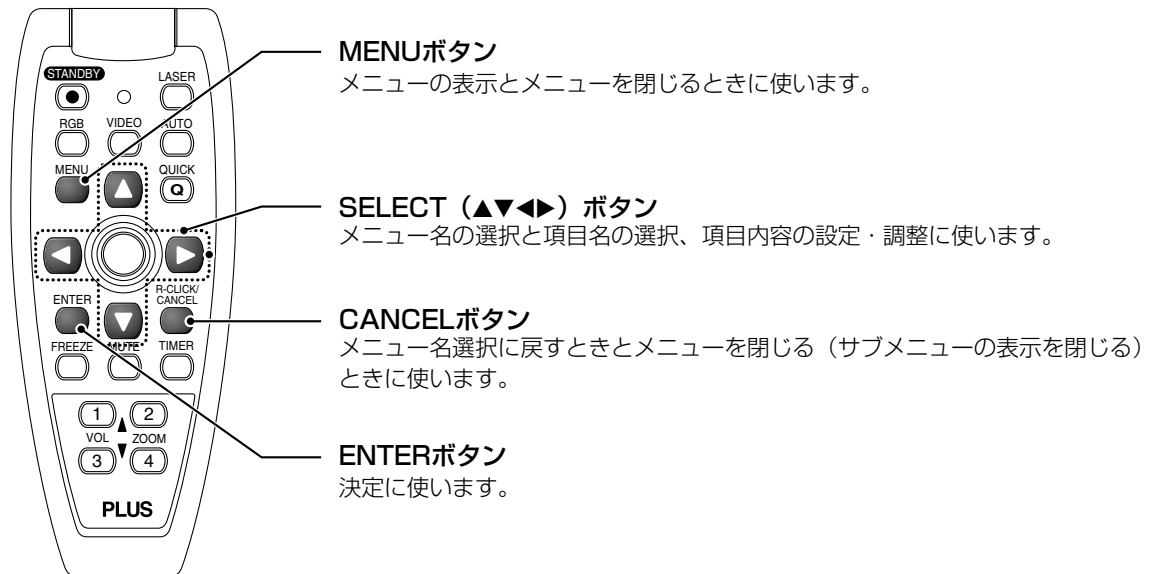 MENUボタン
メニューの表示とメニューを閉じるときに使います。
STANDBY
LASER
RGB
VIDEO
AUTO
MENU
QUICK
Q
SELECT（▲▼◀▶）ボタン
メニュー名の選択と項目名の選択、項目内容の設定・調整に使います。
ENTER
R-CLICK/
CANCEL
CANCELボタン
メニュー名選択に戻すときとメニューを閉じる（サブメニューの表示を閉じる）
ときに使います。
FREEZE
MUTE
TIMER
1
2
VOL
ZOOM
3
4
ENTERボタン
決定に使います。
PLUS